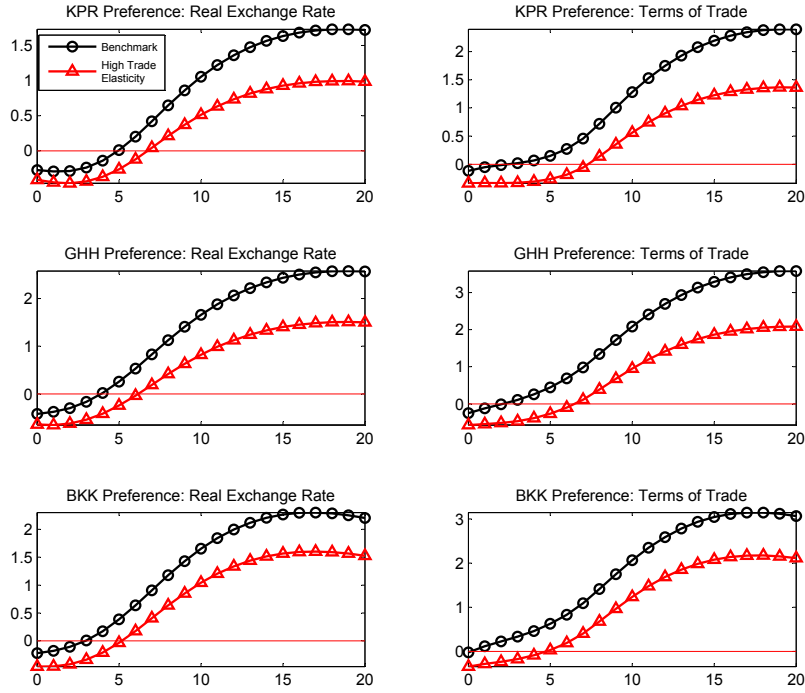 KPR Preference: Real Exchange Rate
1.5
1
0.5
0
0 5 10 15 20
Benchmark
High Trade
Elasticity
KPR Preference: Terms of Trade
2
1.5
1
0.5
0
0 5 10 15 20
GHH Preference: Real Exchange Rate
2
1
0
0 5 10 15 20
GHH Preference: Terms of Trade
3
2
1
0
0 5 10 15 20
BKK Preference: Real Exchange Rate
2
1.5
1
0.5
0
0 5 10 15 20
BKK Preference: Terms of Trade
3
2
1
0
0 5 10 15 20